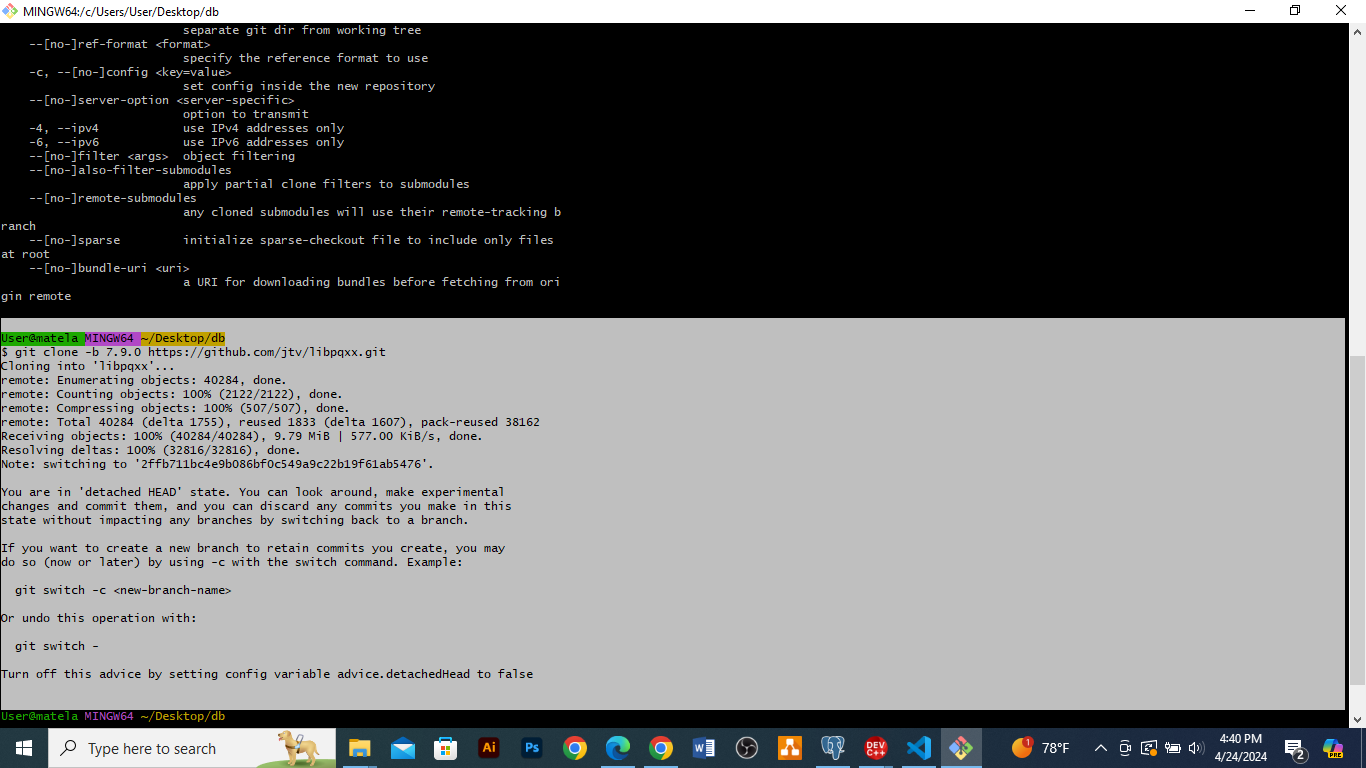 MINGW64:/c/Users/User/Desktop/db
separate git dir from working tree
--[no-]ref-format <format>
specify the reference format to use
-c, --[no-]config <key=value>
set config inside the new repository
--[no-]server-option <server-specific>
option to transmit
-4, --ipv4 use IPv4 addresses only
-6, --ipv6 use IPv6 addresses only
--[no-]filter <args> object filtering
--[no-]also-filter-submodules
apply partial clone filters to submodules
--[no-]remote-submodules
any cloned submodules will use their remote-tracking b
ranch
--[no-]sparse initialize sparse-checkout file to include only files
at root
--[no-]bundle-uri <uri>
a URI for downloading bundles before fetching from ori
gin remote
User@matela MINGW64 ~/Desktop/db
$ git clone -b 7.9.0 https://github.com/jtv/libpqxx.git
Cloning into 'libpqxx'...
remote: Enumerating objects: 40284, done.
remote: Counting objects: 100% (2122/2122), done.
remote: Compressing objects: 100% (507/507), done.
remote: Total 40284 (delta 1755), reused 1833 (delta 1607), pack-reused 38162
Receiving objects: 100% (40284/40284), 9.79 MiB | 577.00 KiB/s, done.
Resolving deltas: 100% (32816/32816), done.
Note: switching to '2ffb711bc4e9b086bf0c549a9c22b19f61ab5476'.
You are in 'detached HEAD' state. You can look around, make experimental
changes and commit them, and you can discard any commits you make in this
state without impacting any branches by switching back to a branch.
If you want to create a new branch to retain commits you create, you may
do so (now or later) by using -c with the switch command. Example:
git switch -c <new-branch-name>
Or undo this operation with:
git switch -
Turn off this advice by setting config variable advice.detachedHead to false
User@matela MINGW64 ~/Desktop/db
Type here to search
Ai
Ps
W
DEV
C++
1
78°F
4:40 PM
4/24/2024
2
PRE